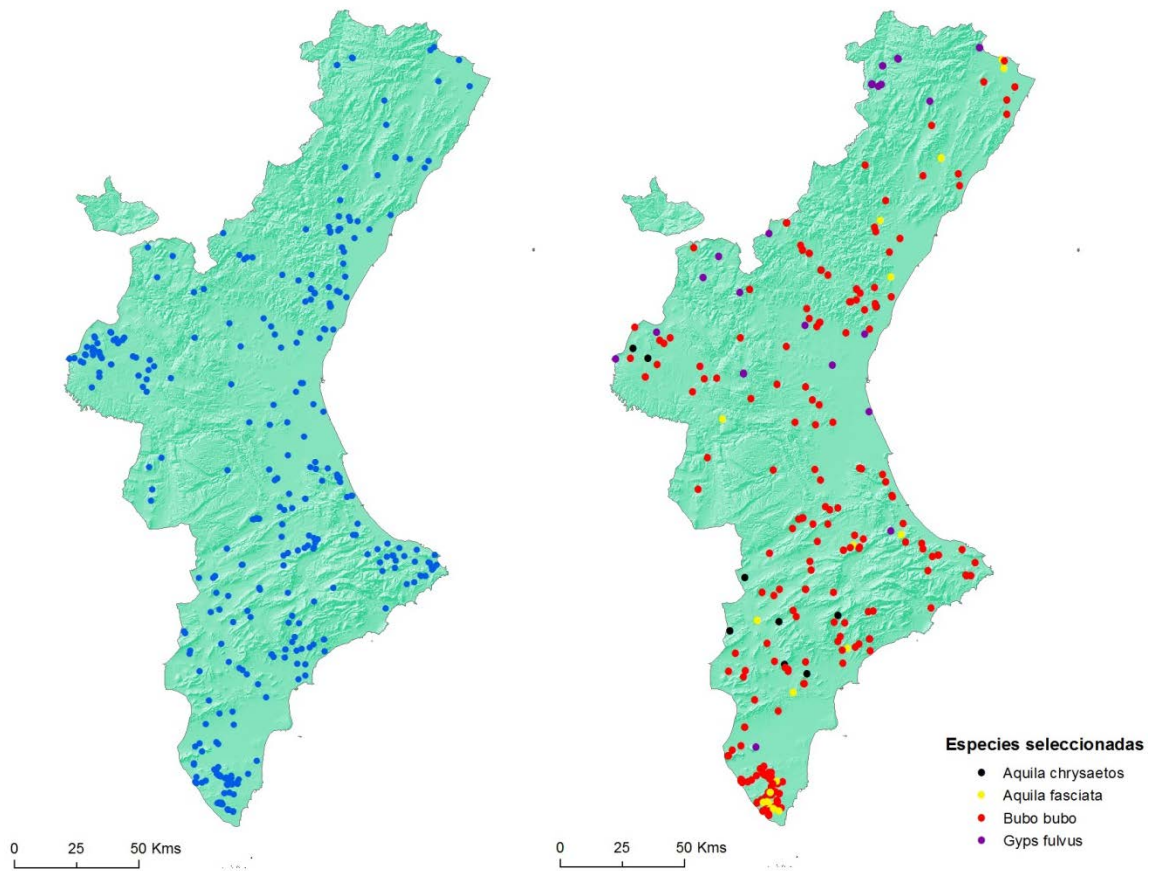 Especies seleccionadas
Aquila chrysaetos
Aquila fasciata
Bubo bubo
Gyps fulvus
0 25 50 Kms
0 25 50 Kms